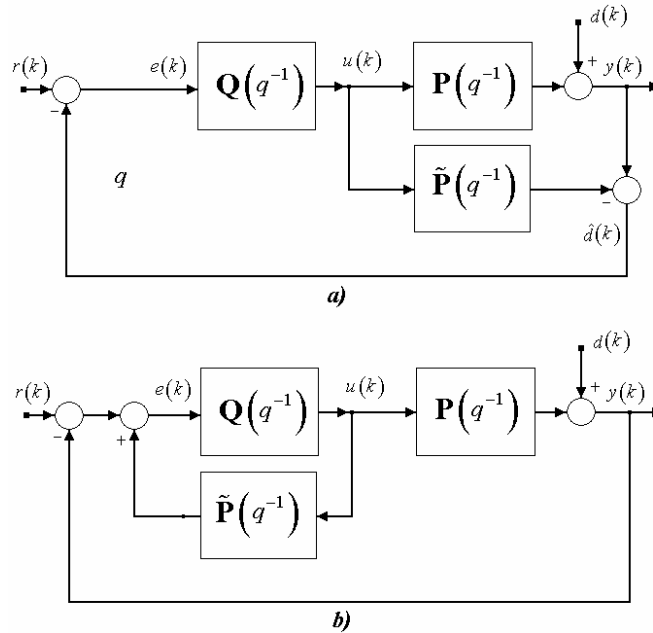 d(k)
r(k) e(k) Q(q⁻¹) u(k) P(q⁻¹) + y(k)
−
q P̃(q⁻¹) −
d̂(k)
a)
d(k)
r(k) e(k) Q(q⁻¹) u(k) P(q⁻¹) + y(k)
− +
P̃(q⁻¹)
b)